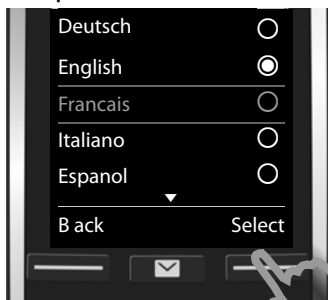 Deutsch
English
Francais
Italiano
Espanol
B ack Select